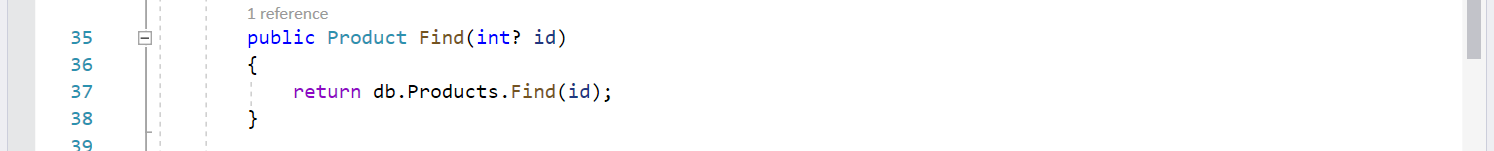 1 reference
35 public Product Find(int? id)
36 {
37 return db.Products.Find(id);
38 }
39